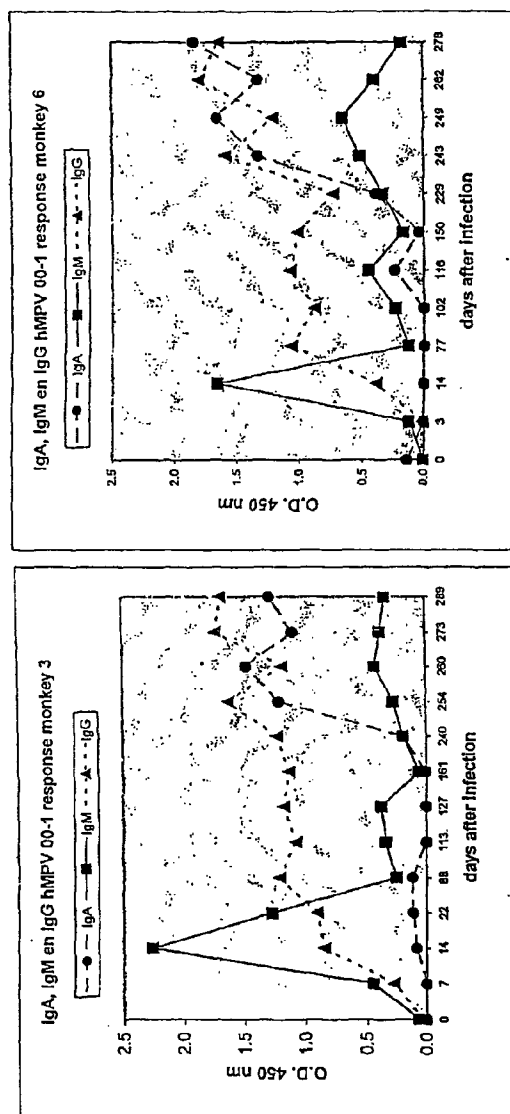 IgA, IgM en IgG hMPV 00-1 response monkey 3
IgA IgM IgG
O.D. 450 nm
2.5
2.0
1.5
1.0
0.5
0.0
0 7 14 22 88 113 127 161 240 254 260 273 289
days after infection
IgA, IgM en IgG hMPV 00-1 response monkey 6
IgA IgM IgG
O.D. 450 nm
2.5
2.0
1.5
1.0
0.5
0.0
0 3 14 77 102 116 150 229 243 249 262 278
days after infection